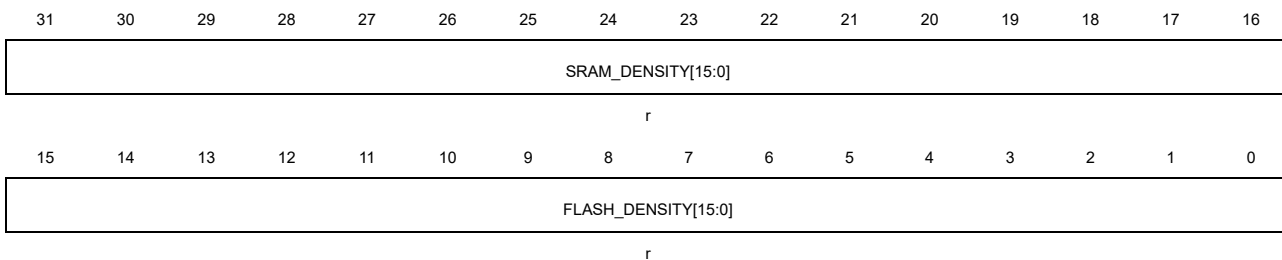 31 30 29 28 27 26 25 24 23 22 21 20 19 18 17 16
SRAM_DENSITY[15:0]
r
15 14 13 12 11 10 9 8 7 6 5 4 3 2 1 0
FLASH_DENSITY[15:0]
r